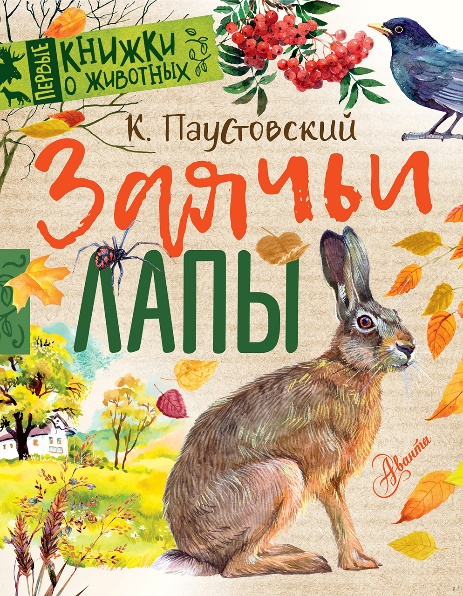 ПЕРВЫЕ
КНИЖКИ
О ЖИВОТНЫХ
К. Паустовский
Заячьи
ЛАПЫ
Аванта